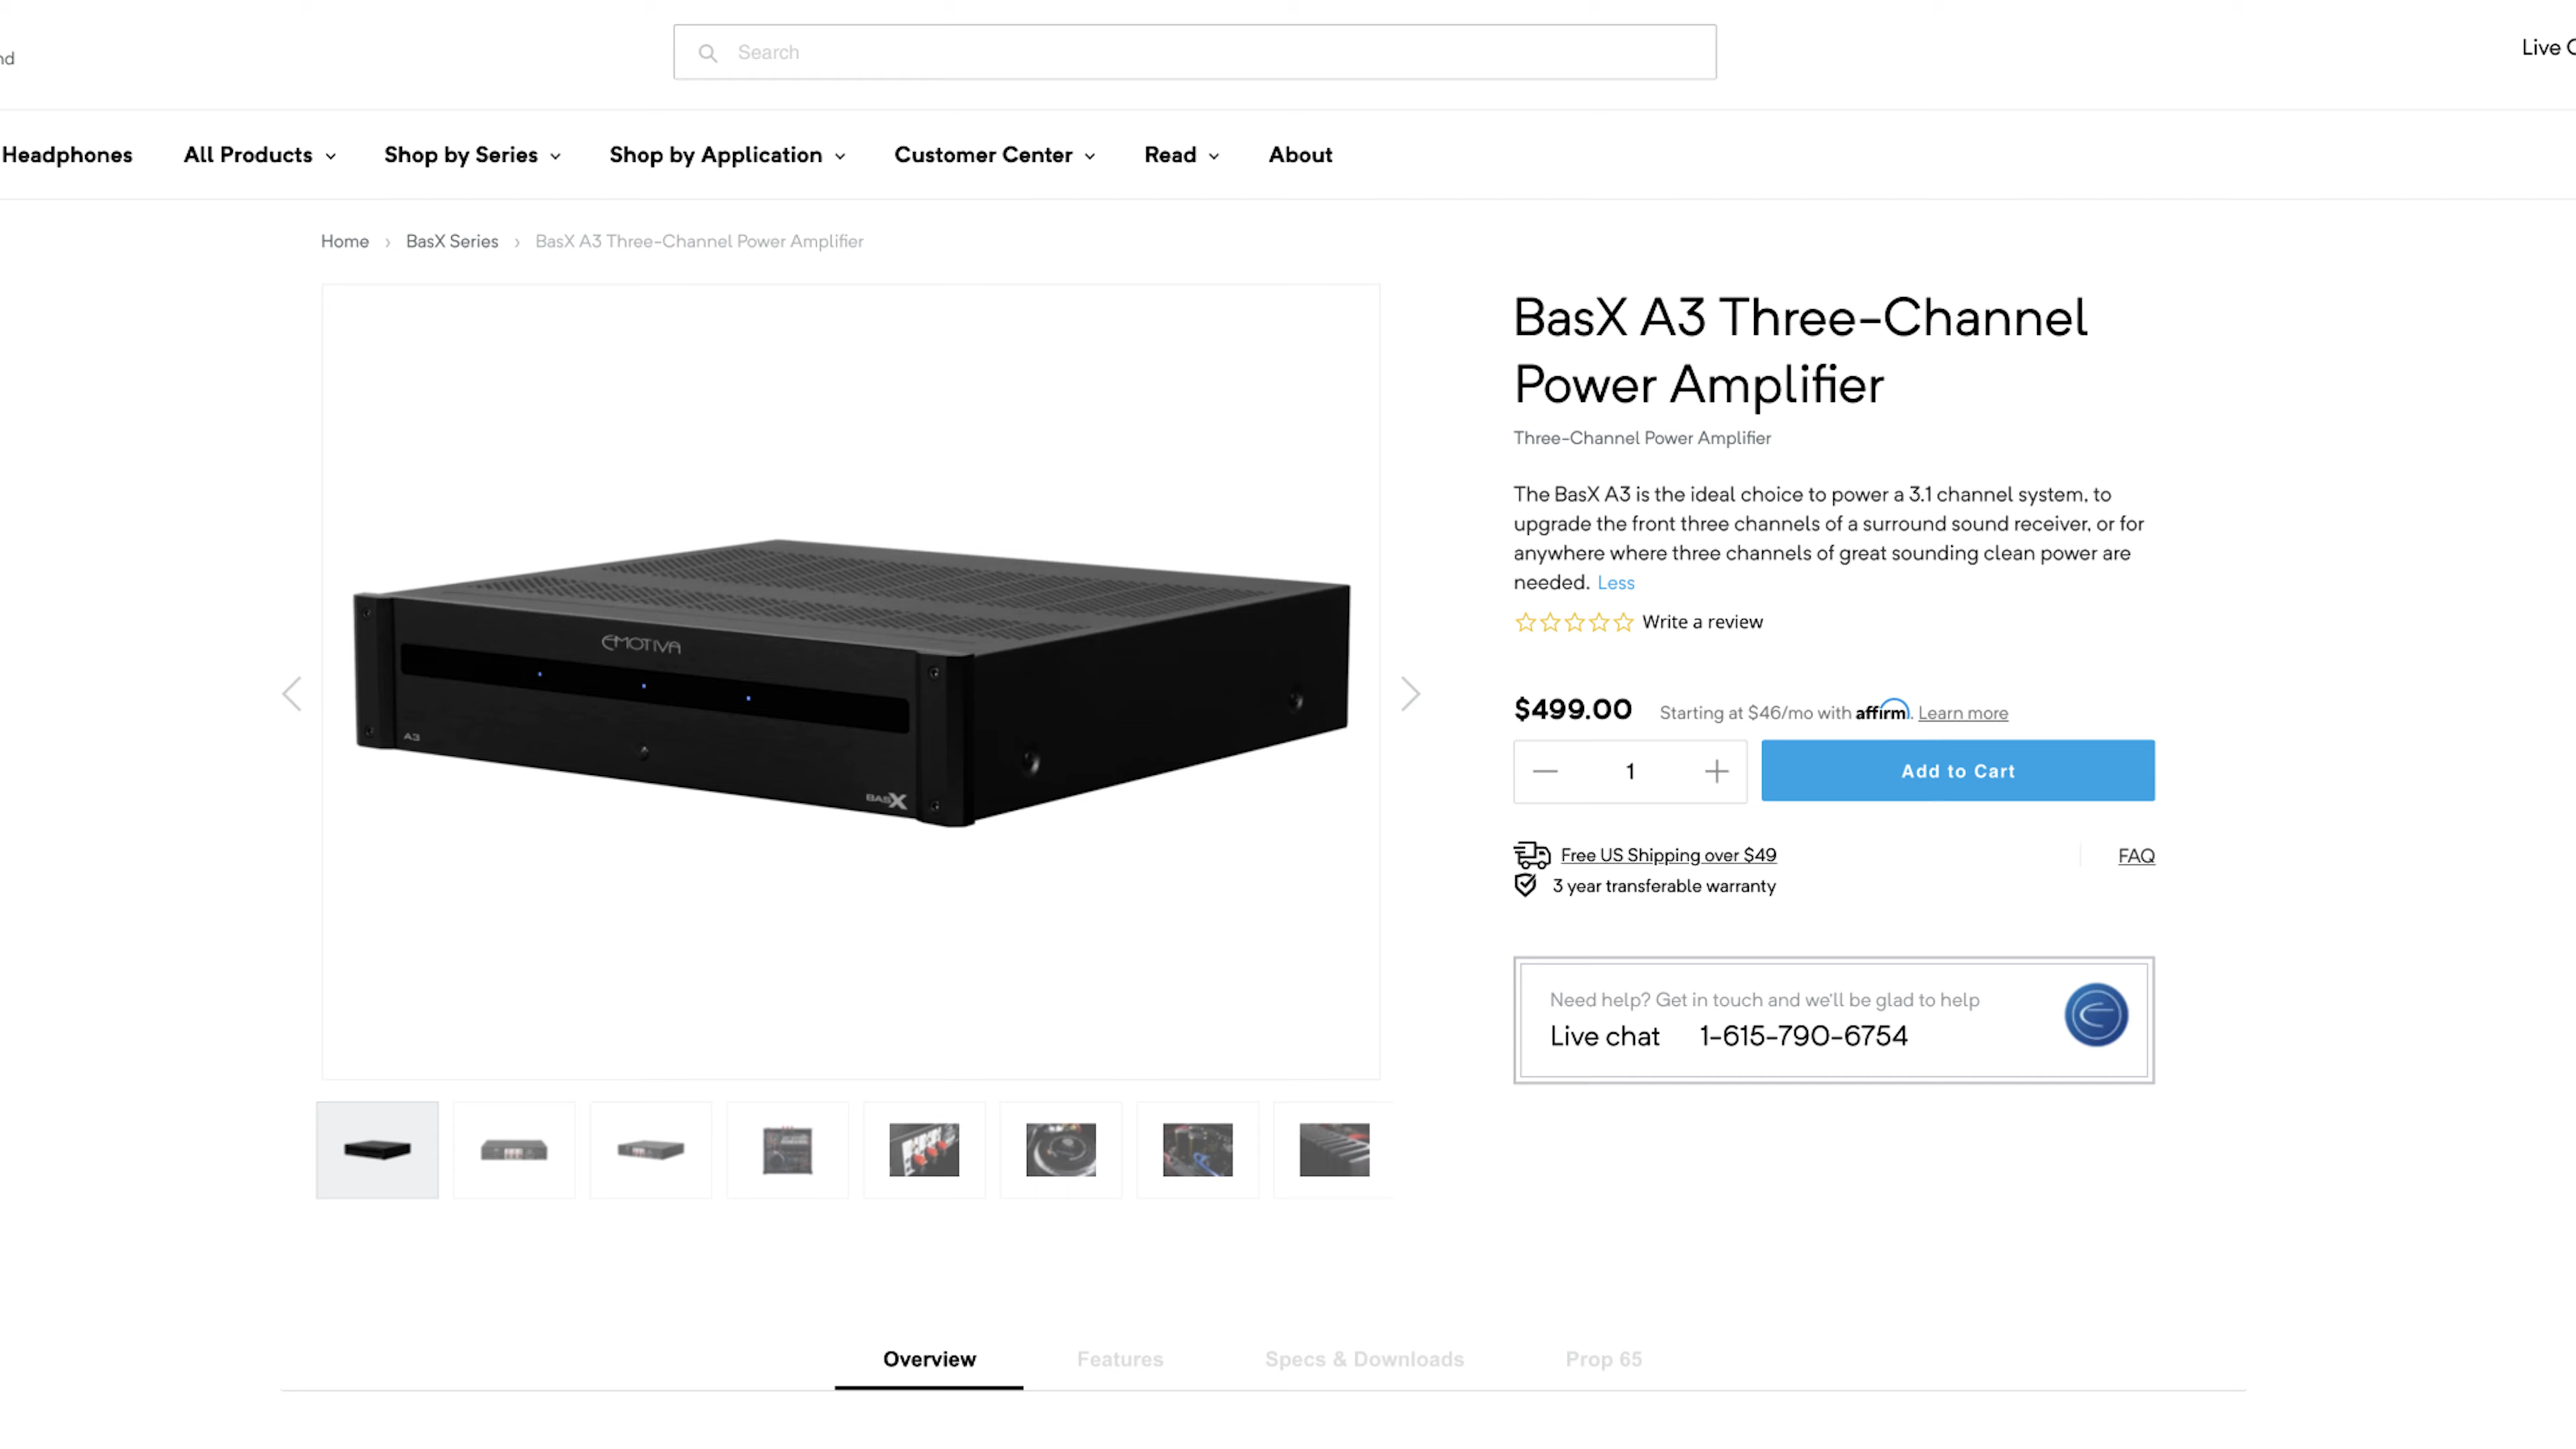 nd
Search
Live
Headphones
All Products
Shop by Series
Shop by Application
Customer Center
Read
About
Home › BasX Series › BasX A3 Three-Channel Power Amplifier
EMOTIVA
A3
BASX
BasX A3 Three-Channel
Power Amplifier
Three-Channel Power Amplifier
The BasX A3 is the ideal choice to power a 3.1 channel system, to
upgrade the front three channels of a surround sound receiver, or for
anywhere where three channels of great sounding clean power are
needed. Less
Write a review
$499.00 Starting at $46/mo with affirm. Learn more
1
Add to Cart
Free US Shipping over $49
FAQ
3 year transferable warranty
Need help? Get in touch and we'll be glad to help
Live chat 1-615-790-6754
Overview
Features
Specs & Downloads
Prop 65